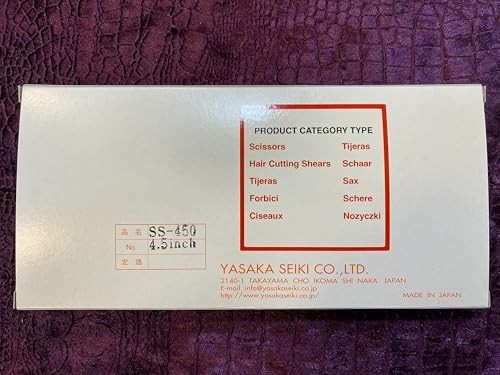 PRODUCT CATEGORY TYPE
Scissors Tijeras
Hair Cutting Shears Schaar
Tijeras Sax
Forbici Schere
Ciseaux Nozyczki
品名 SS-450
No. 4.5inch
定価
YASAKA SEIKI CO.,LTD.
2140-1 TAKAYAMA CHO IKOMA SHI NARA JAPAN
E-mail info@yasakaseiki.co.jp
http://www.yasakaseiki.co.jp/
MADE IN JAPAN